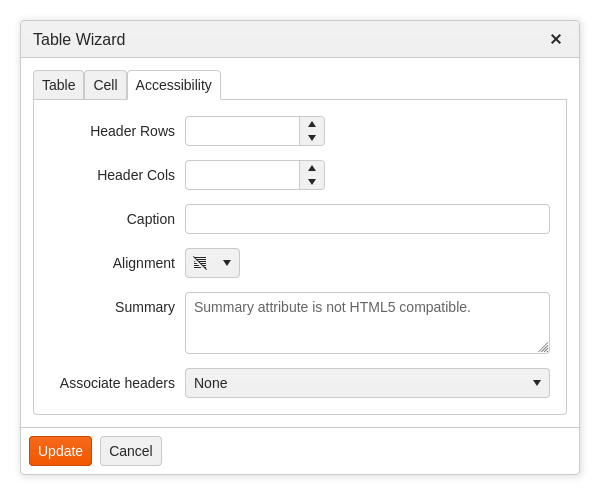 Table Wizard
Table Cell Accessibility
Header Rows
Header Cols
Caption
Alignment
Summary Summary attribute is not HTML5 compatible.
Associate headers None
Update Cancel